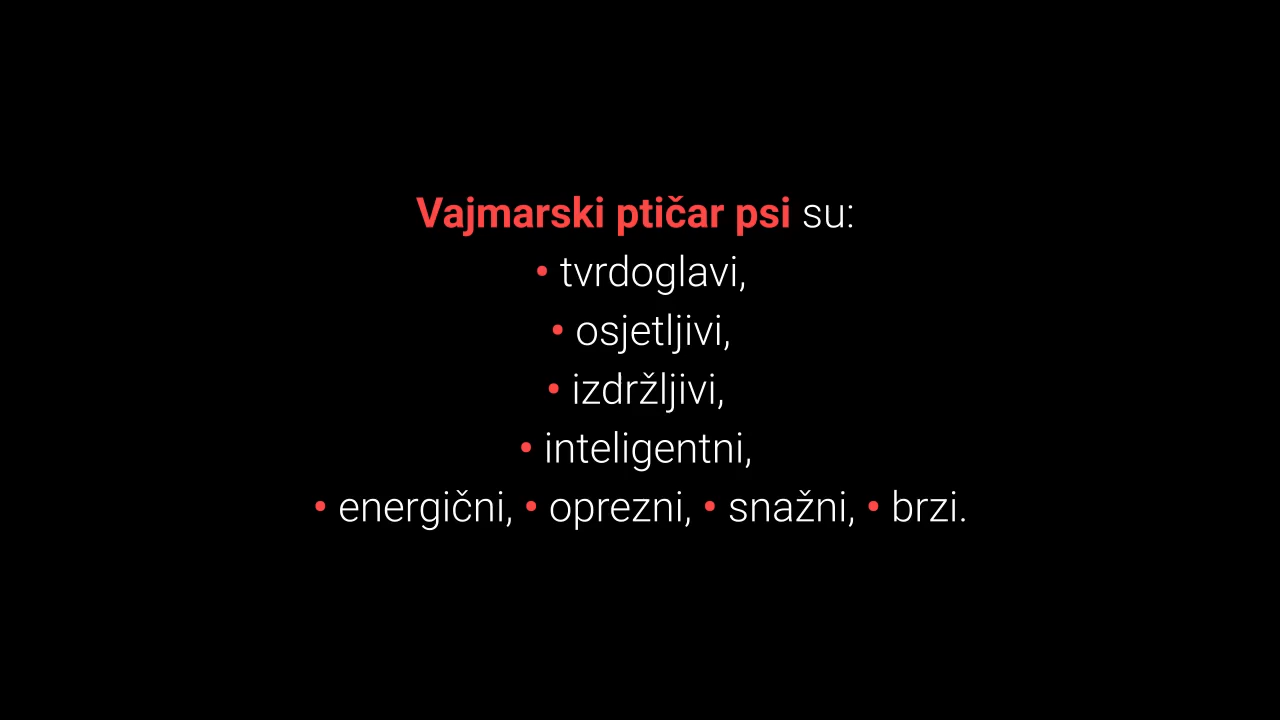 Vajmarski ptičar psi su:
• tvrdoglavi,
• osjetljivi,
• izdržljivi,
• inteligentni,
• energični, • oprezni, • snažni, • brzi.